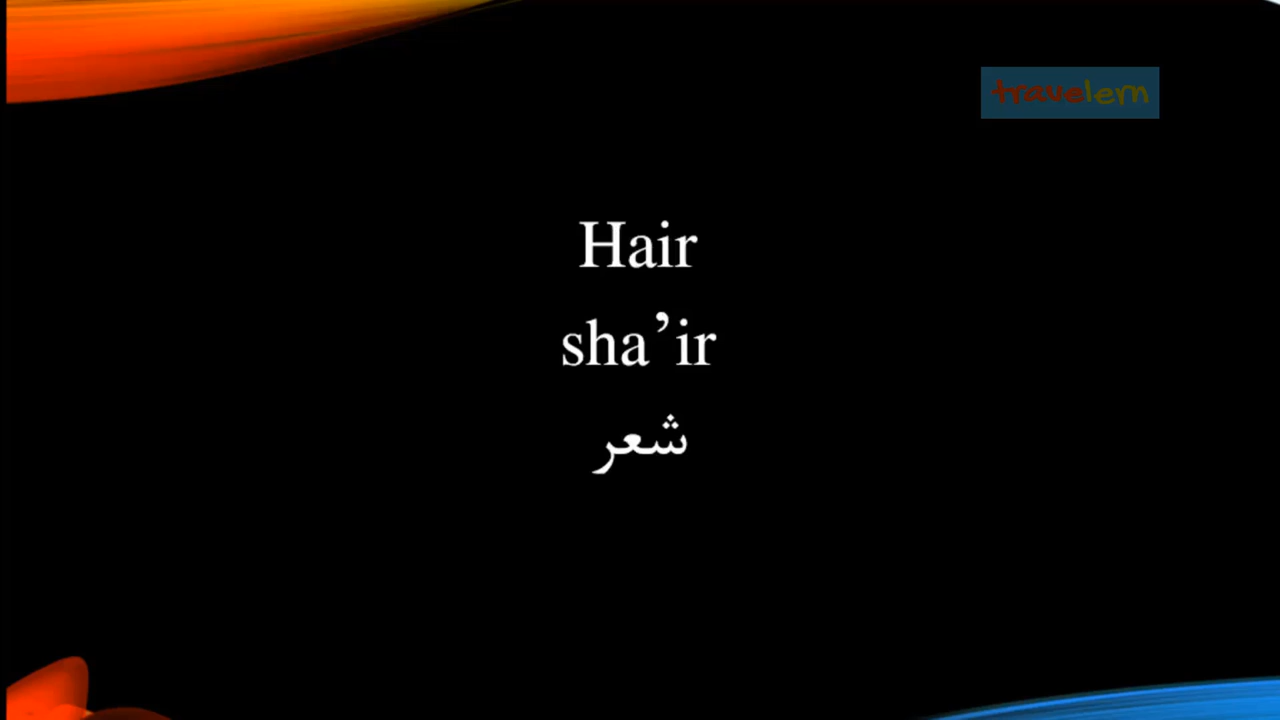 travelern
Hair
sha’ir
شعر